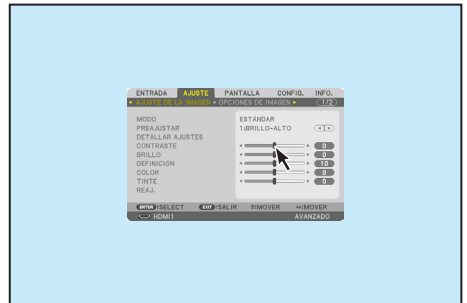 ENTRADA AJUSTE PANTALLA CONFIG. INFO.
AJUSTE DE LA IMAGEN OPCIONES DE IMAGEN (1/2)
MODO ESTÁNDAR
PREAJUSTAR 1:BRILLO-ALTO
DETALLAR AJUSTES
CONTRASTE 0
BRILLO 0
DEFINICIÓN 10
COLOR 0
TINTE 0
REAJ.
ENTER :SELECT EXIT :SALIR :MOVER :MOVER
HDMI1 AVANZADO